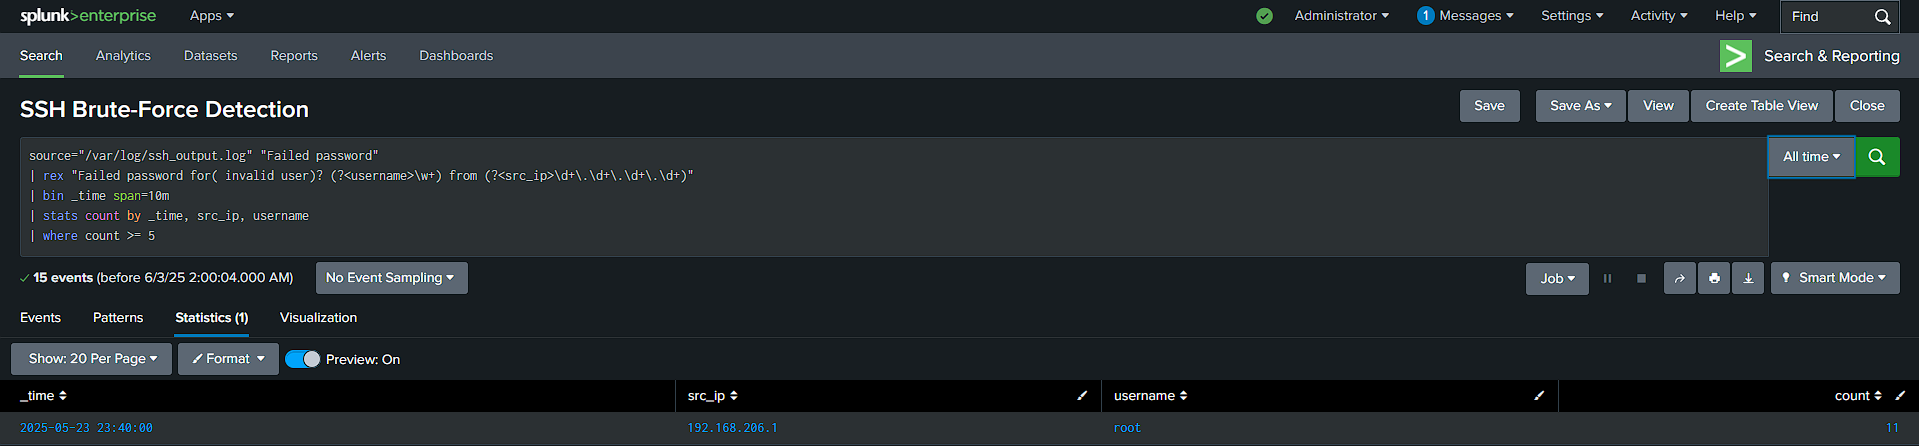 splunk>enterprise Apps Administrator 1 Messages Settings Activity Help Find
Search Analytics Datasets Reports Alerts Dashboards > Search & Reporting
SSH Brute-Force Detection Save Save As View Create Table View Close
source="/var/log/ssh_output.log" "Failed password"
| rex "Failed password for( invalid user)? (?<username>\w+) from (?<src_ip>\d+\.\d+\.\d+\.\d+)"
| bin _time span=10m
| stats count by _time, src_ip, username
| where count >= 5
All time
15 events (before 6/3/25 2:00:04.000 AM) No Event Sampling Job Smart Mode
Events Patterns Statistics (1) Visualization
Show: 20 Per Page Format Preview: On
_time src_ip username count
2025-05-23 23:40:00 192.168.206.1 root 11